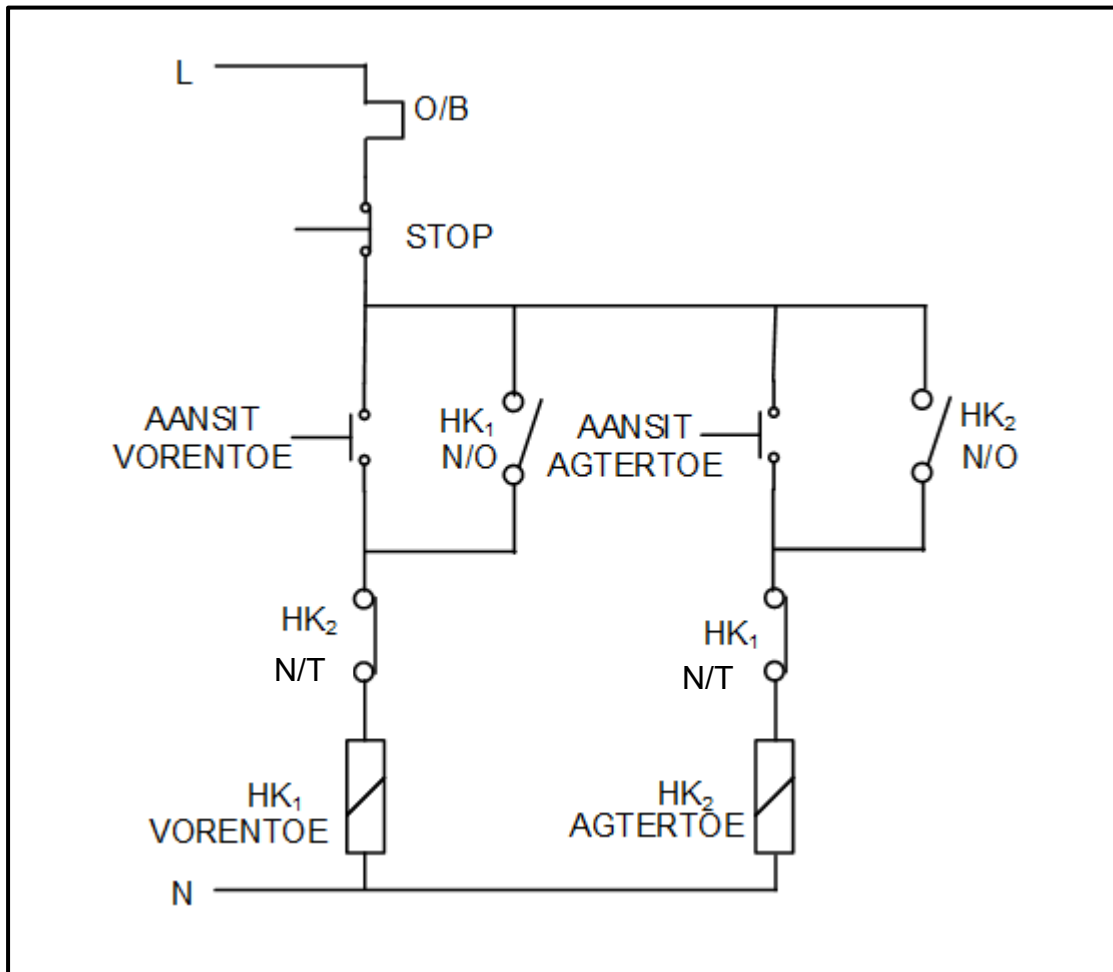 L
O/B
STOP
AANSIT
VORENTOE
HK₁
N/O
AANSIT
AGTERTOE
HK₂
N/O
HK₂
N/T
HK₁
N/T
HK₁
VORENTOE
HK₂
AGTERTOE
N